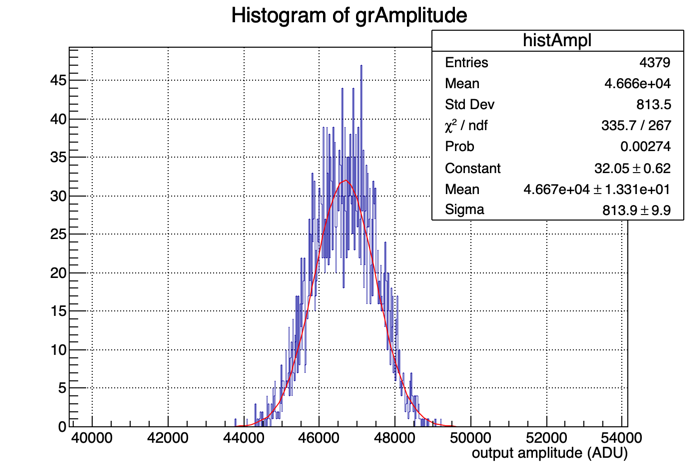 Histogram of grAmplitude
histAmpl
Entries 4379
Mean 4.666e+04
Std Dev 813.5
χ² / ndf 335.7 / 267
Prob 0.00274
Constant 32.05 ± 0.62
Mean 4.667e+04 ± 1.331e+01
Sigma 813.9 ± 9.9
45
40
35
30
25
20
15
10
5
0
40000 42000 44000 46000 48000 50000 52000 54000
output amplitude (ADU)